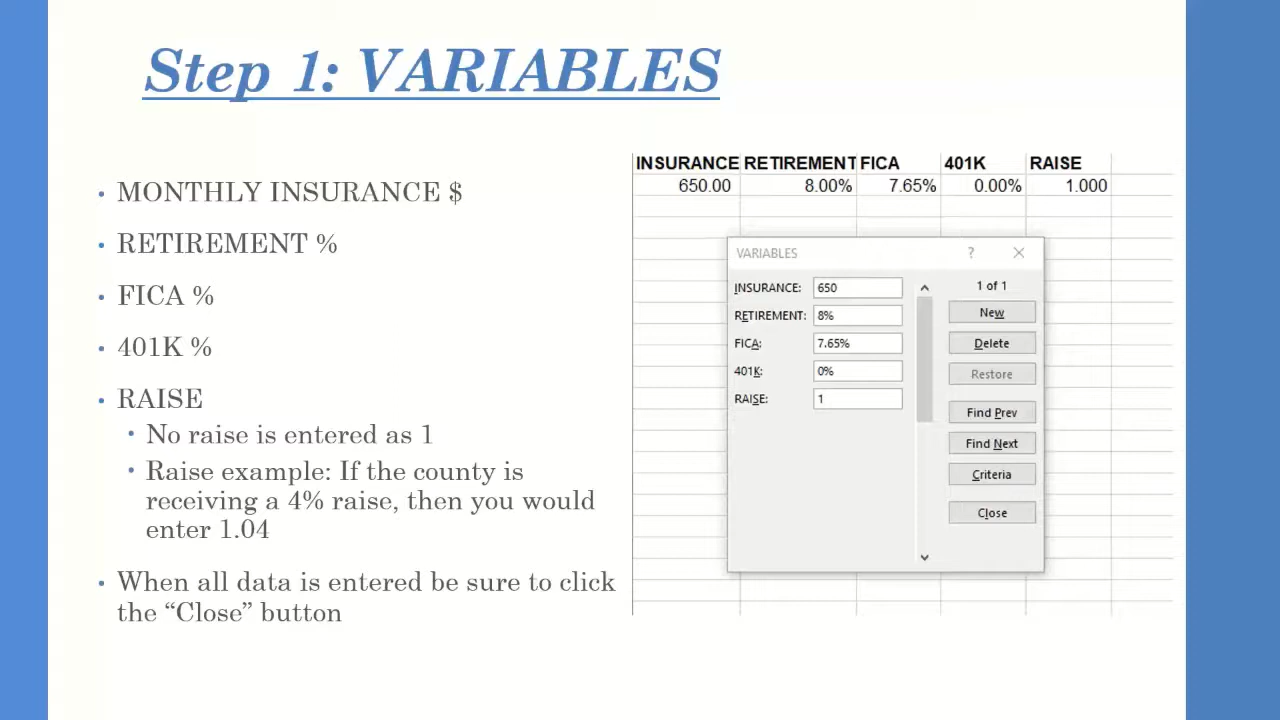 Step 1: VARIABLES
• MONTHLY INSURANCE $
• RETIREMENT %
• FICA %
• 401K %
• RAISE
• No raise is entered as 1
• Raise example: If the county is
receiving a 4% raise, then you would
enter 1.04
• When all data is entered be sure to click
the “Close” button
INSURANCE RETIREMENT FICA 401K RAISE
650.00 8.00% 7.65% 0.00% 1.000
VARIABLES ? ×
INSURANCE: 650
RETIREMENT: 8%
FICA: 7.65%
401K: 0%
RAISE: 1
1 of 1
New
Delete
Restore
Find Prev
Find Next
Criteria
Close